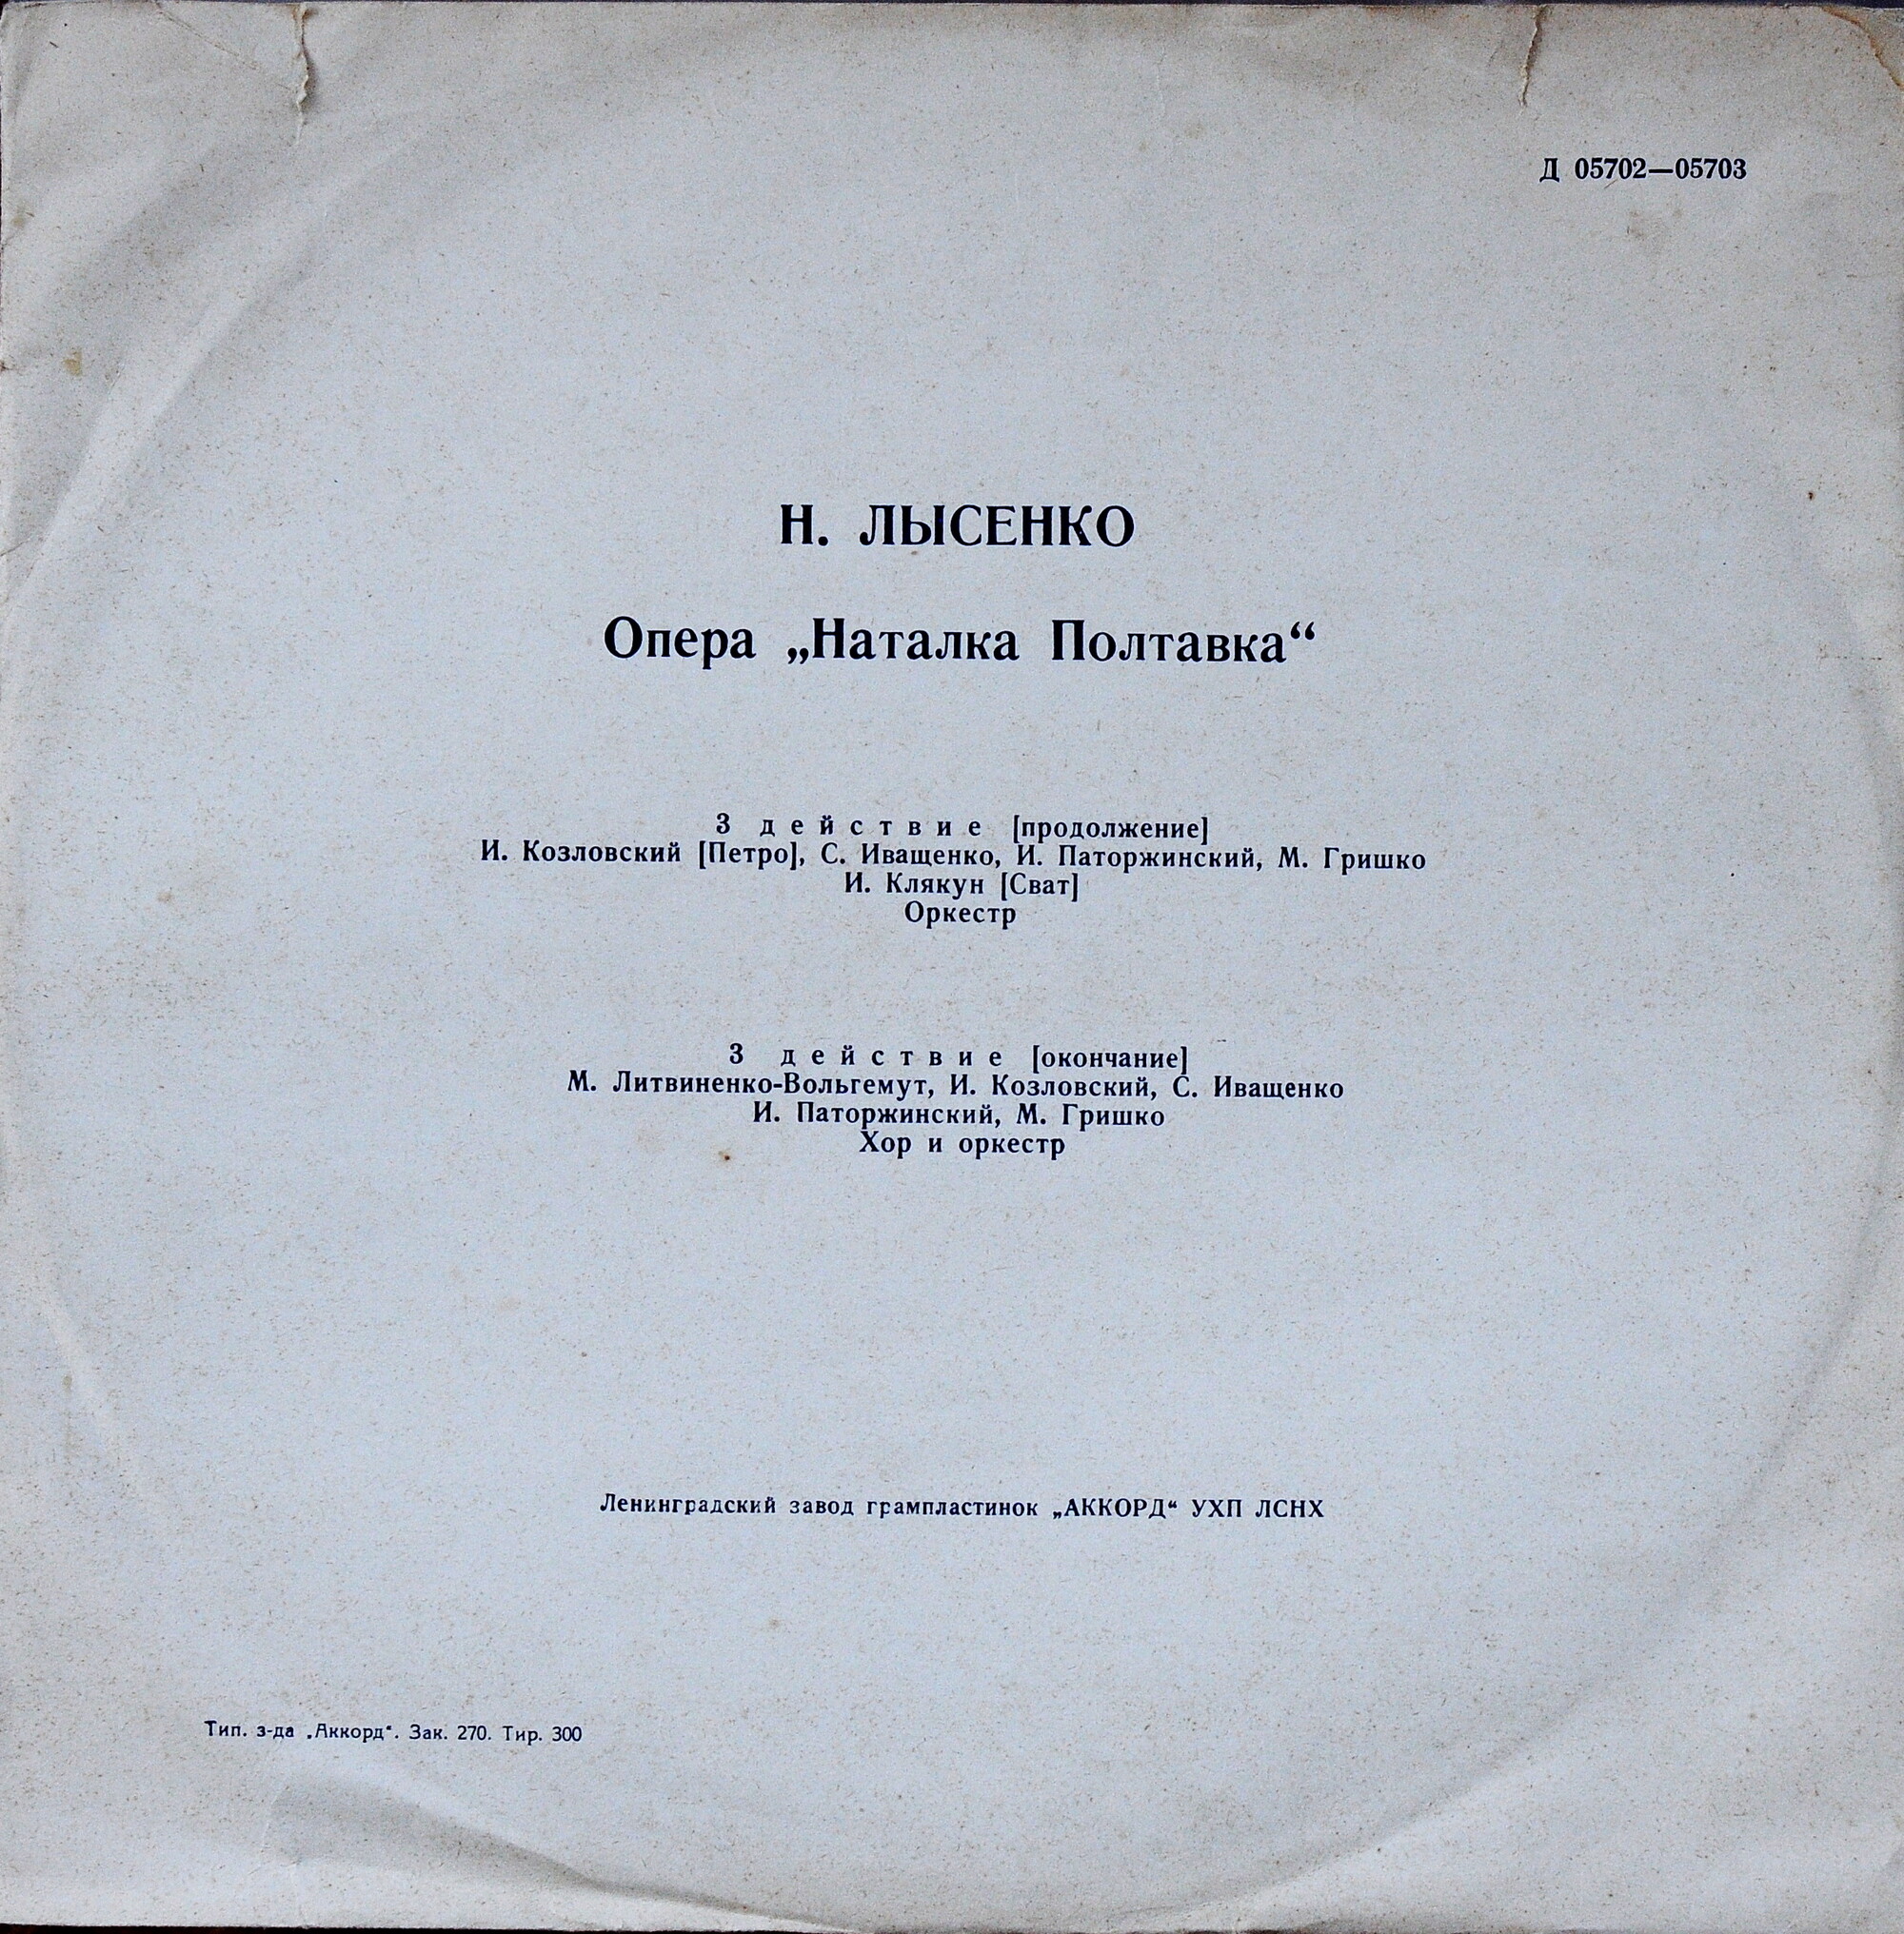 Д 05702—05703
Н. ЛЫСЕНКО
Опера „Наталка Полтавка“
3 действие [продолжение]
И. Козловский [Петро], С. Иващенко, И. Паторжинский, М. Гришко
И. Клякун [Сват]
Оркестр
3 действие [окончание]
М. Литвиненко-Вольгемут, И. Козловский, С. Иващенко
И. Паторжинский, М. Гришко
Хор и оркестр
Ленинградский завод грампластинок „АККОРД“ УХП ЛСНХ
Тип. з-да „Аккорд“. Зак. 270. Тир. 300